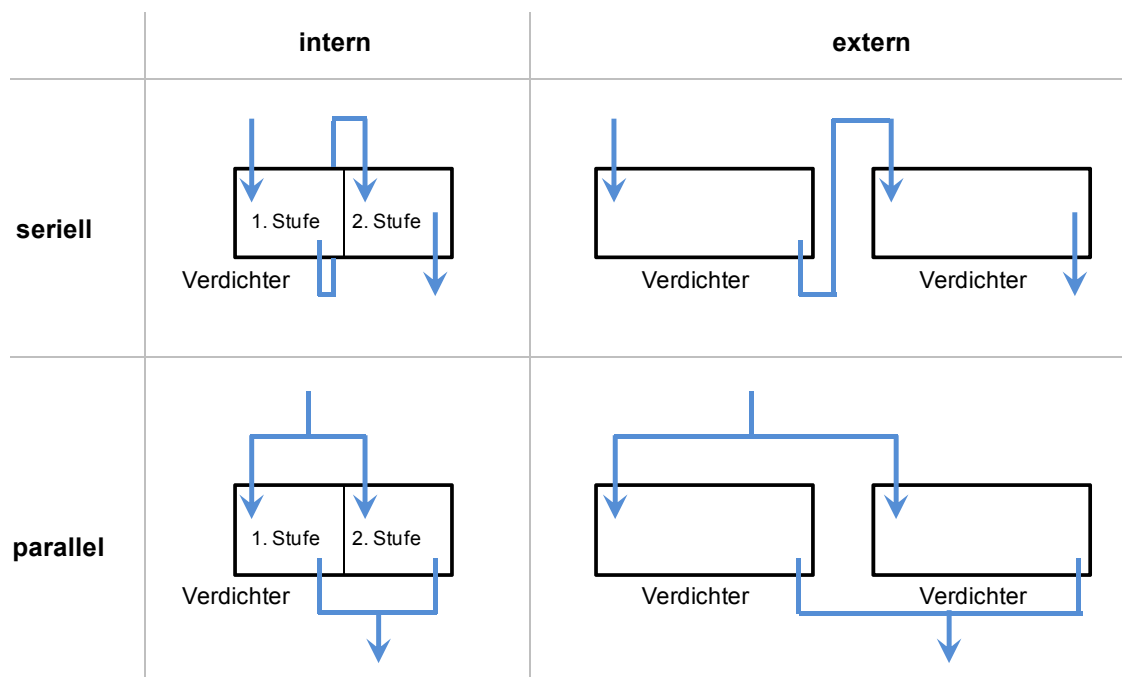 intern
extern
seriell
1. Stufe
2. Stufe
Verdichter
Verdichter
Verdichter
parallel
1. Stufe
2. Stufe
Verdichter
Verdichter
Verdichter